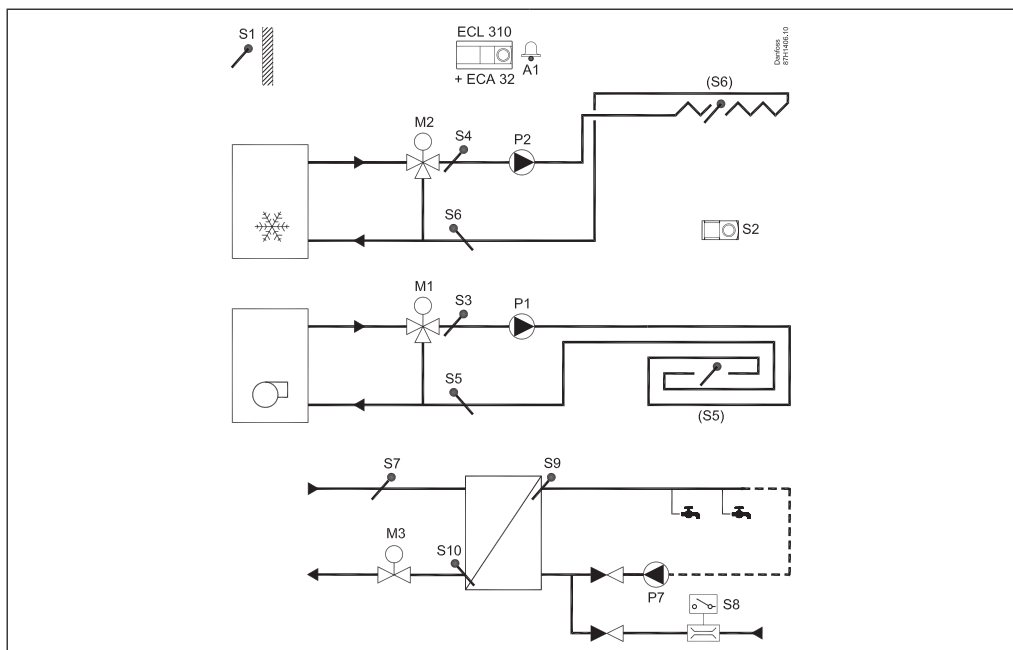 S1
ECL 310
+ ECA 32
A1
Danfoss
87H1406.10
(S6)
M2
S4
P2
S6
S2
M1
S3
P1
S5
(S5)
S7
S9
M3
S10
P7
S8